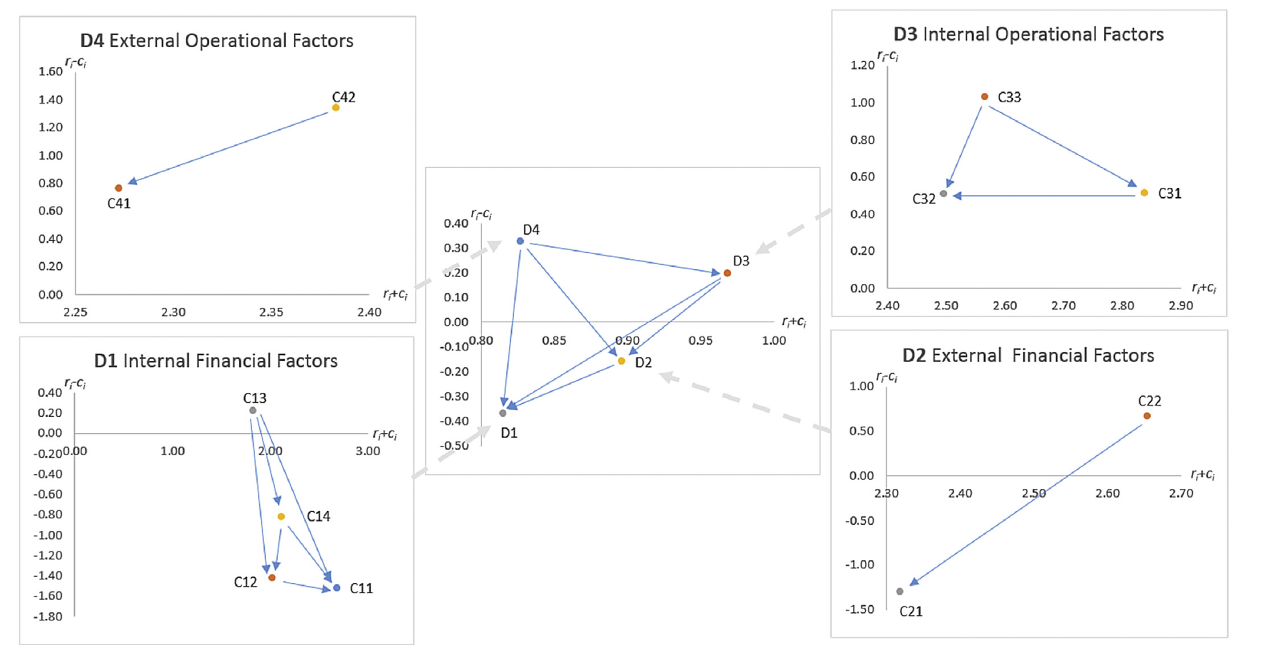 D4 External Operational Factors
rᵢ-cᵢ
1.60
1.40
1.20
1.00
0.80
0.60
0.40
0.20
0.00
C42
C41
rᵢ+cᵢ
2.25 2.30 2.35 2.40
D3 Internal Operational Factors
rᵢ-cᵢ
1.20
1.00
0.80
0.60
0.40
0.20
0.00
C33
C32
C31
rᵢ+cᵢ
2.40 2.50 2.60 2.70 2.80 2.90
rᵢ-cᵢ
0.40
0.30
0.20
0.10
0.00
-0.10
-0.20
-0.30
-0.40
-0.50
D4
D3
rᵢ+cᵢ
0.80 0.85 0.90 0.95 1.00
D2
D1
D1 Internal Financial Factors
rᵢ-cᵢ
0.40
0.20
0.00
-0.20
-0.40
-0.60
-0.80
-1.00
-1.20
-1.40
-1.60
-1.80
C13
rᵢ+cᵢ
0.00 1.00 2.00 3.00
C14
C12
C11
D2 External Financial Factors
rᵢ-cᵢ
1.00
0.50
0.00
-0.50
-1.00
-1.50
C22
rᵢ+cᵢ
2.30 2.40 2.50 2.60 2.70
C21